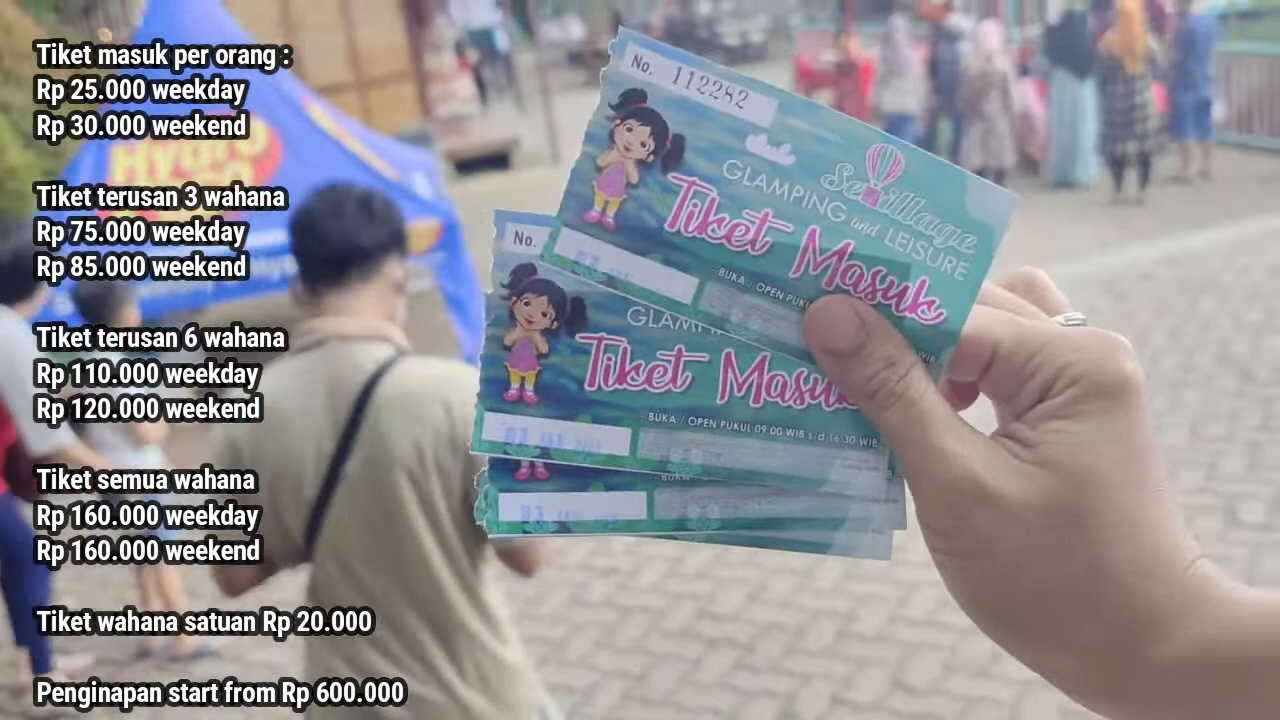 Tiket masuk per orang :
Rp 25.000 weekday
Rp 30.000 weekend
Tiket terusan 3 wahana
Rp 75.000 weekday
Rp 85.000 weekend
Tiket terusan 6 wahana
Rp 110.000 weekday
Rp 120.000 weekend
Tiket semua wahana
Rp 160.000 weekday
Rp 160.000 weekend
Tiket wahana satuan Rp 20.000
Penginapan start from Rp 600.000
No. 112282
GLAMPING and LEISURE
Tiket Masuk
BUKA / OPEN PUKUL
No.
Tiket
BUKA / OPEN PUKUL 09.00 WIB s/d 16:30 WIB